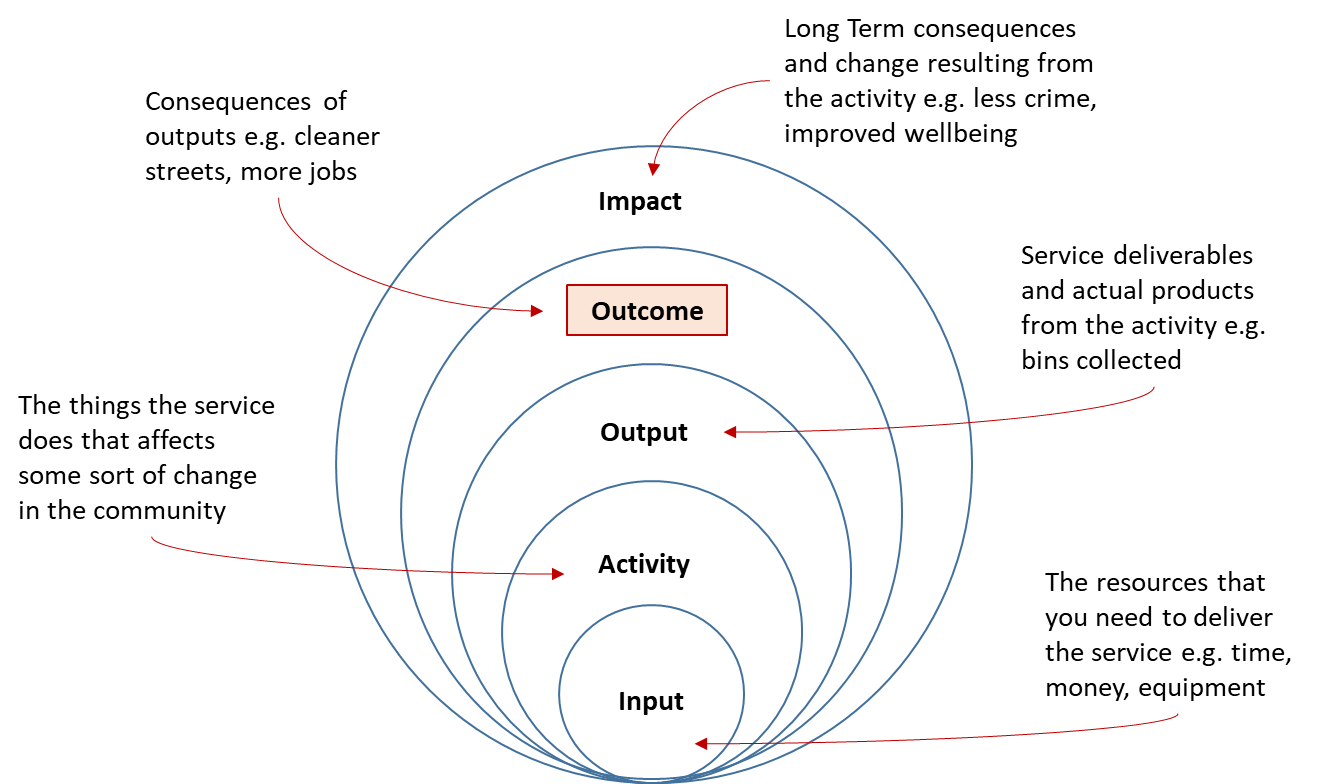 Long Term consequences
and change resulting from
the activity e.g. less crime,
improved wellbeing
Consequences of
outputs e.g. cleaner
streets, more jobs
Impact
Service deliverables
and actual products
from the activity e.g.
bins collected
Outcome
The things the service
does that affects
some sort of change
in the community
Output
Activity
The resources that
you need to deliver
the service e.g. time,
money, equipment
Input